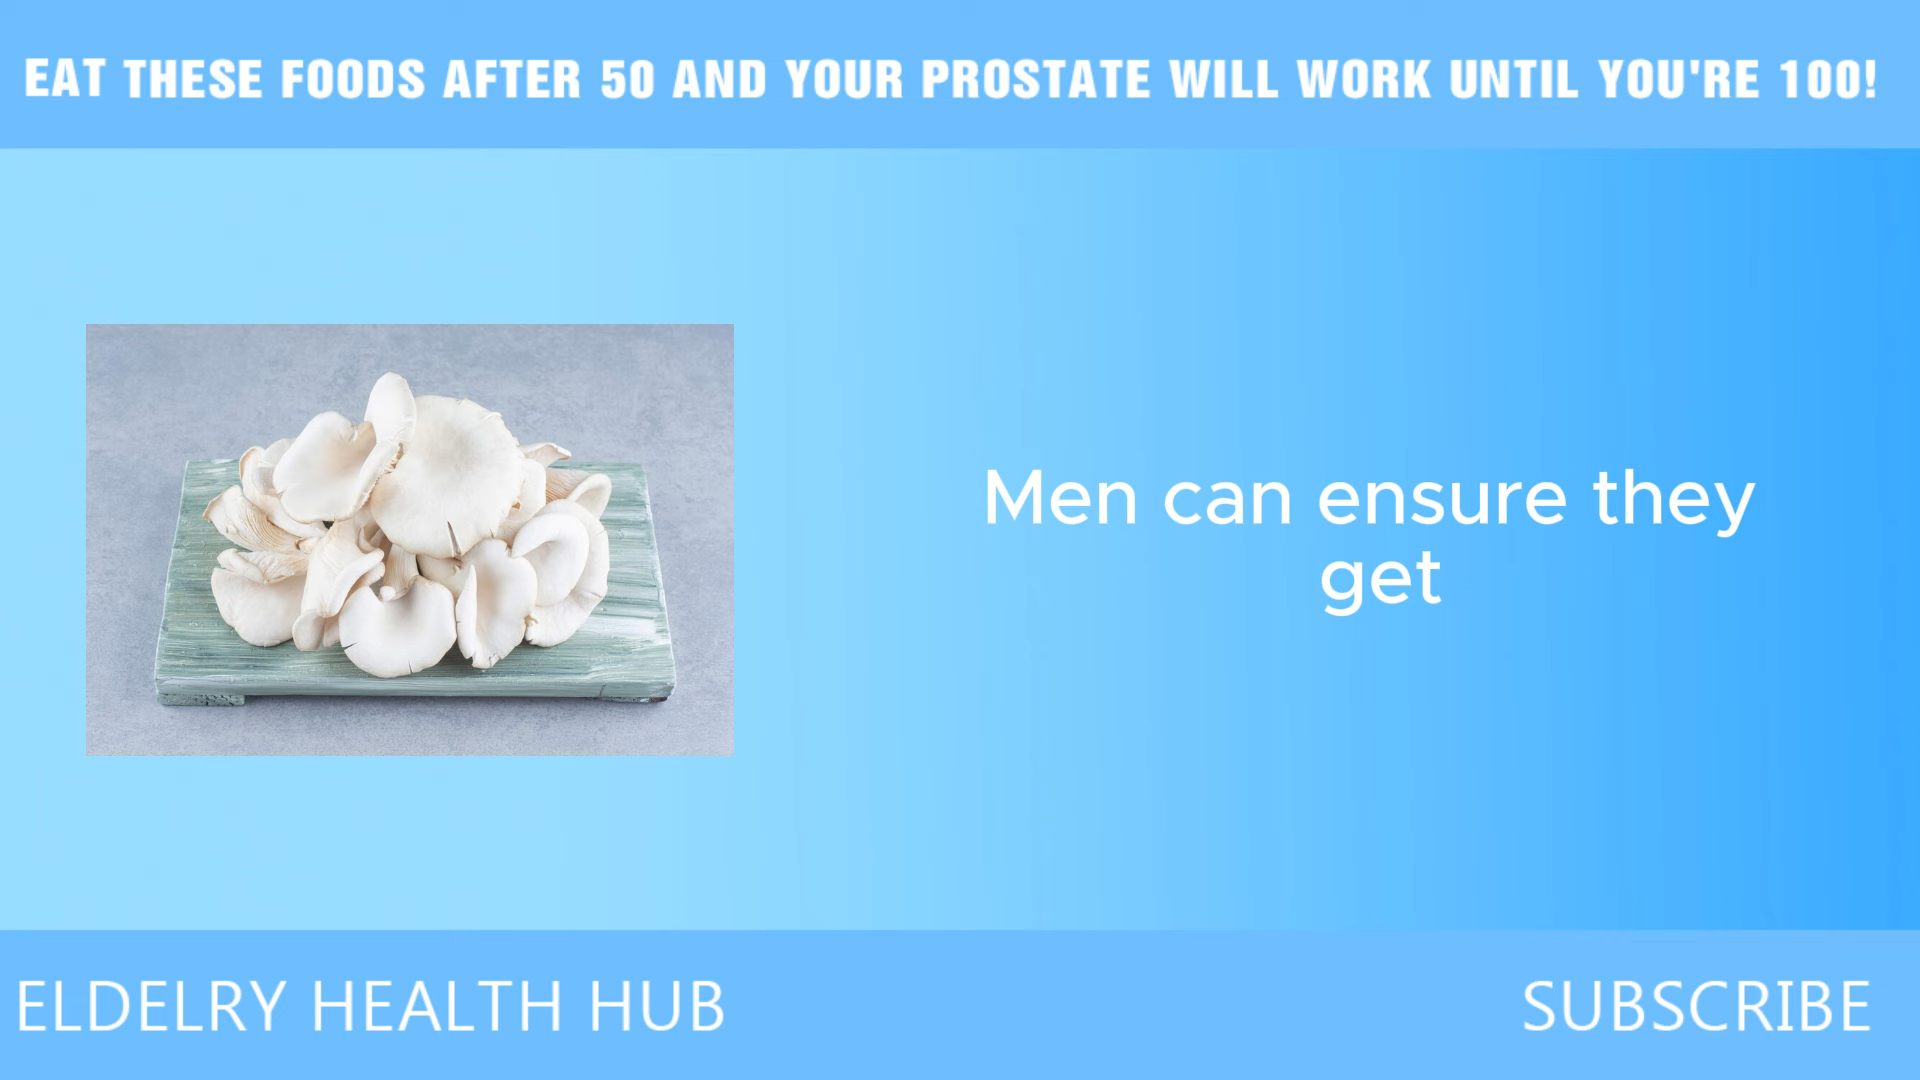 EAT THESE FOODS AFTER 50 AND YOUR PROSTATE WILL WORK UNTIL YOU'RE 100!
Men can ensure they
get
ELDELRY HEALTH HUB
SUBSCRIBE